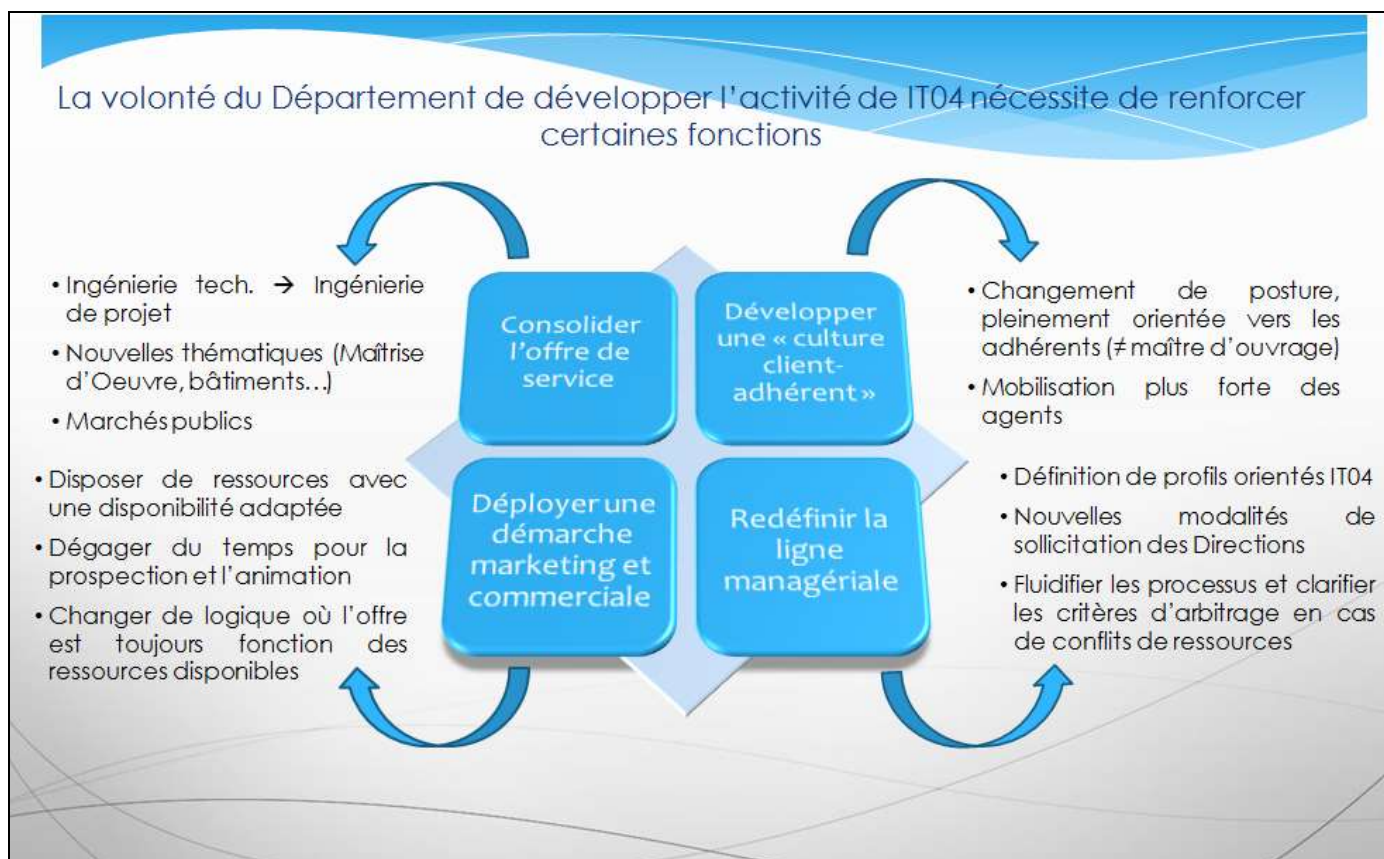 La volonté du Département de développer l’activité de IT04 nécessite de renforcer
certaines fonctions
• Ingénierie tech. → Ingénierie
de projet
• Nouvelles thématiques (Maîtrise
d’Oeuvre, bâtiments…)
• Marchés publics
Consolider
l’offre de
service
Développer
une « culture
client-
adhérent »
• Changement de posture,
pleinement orientée vers les
adhérents (≠ maître d’ouvrage)
• Mobilisation plus forte des
agents
• Disposer de ressources avec
une disponibilité adaptée
• Dégager du temps pour la
prospection et l’animation
• Changer de logique où l’offre
est toujours fonction des
ressources disponibles
Déployer une
démarche
marketing et
commerciale
Redéfinir la
ligne
managériale
• Définition de profils orientés IT04
• Nouvelles modalités de
sollicitation des Directions
• Fluidifier les processus et clarifier
les critères d’arbitrage en cas
de conflits de ressources